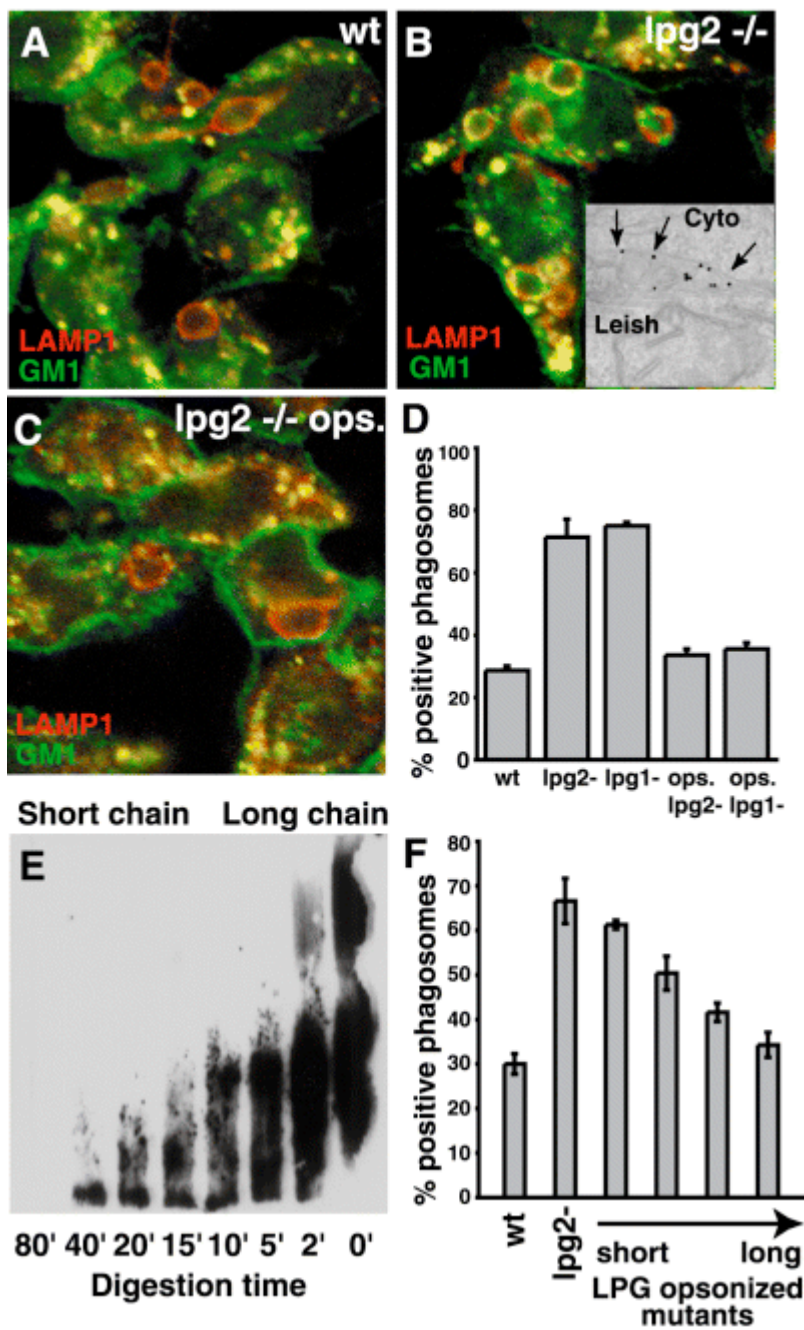 A wt
LAMP1
GM1
B lpg2 -/-
Cyto
Leish
LAMP1
GM1
C lpg2 -/- ops.
LAMP1
GM1
D
% positive phagosomes
100
80
60
40
20
0
wt lpg2- lpg1- ops. lpg2- ops. lpg1-
Short chain Long chain
E
80' 40' 20' 15' 10' 5' 2' 0'
Digestion time
F
% positive phagosomes
80
70
60
50
40
30
20
10
0
wt lpg2- short long
LPG opsonized
mutants